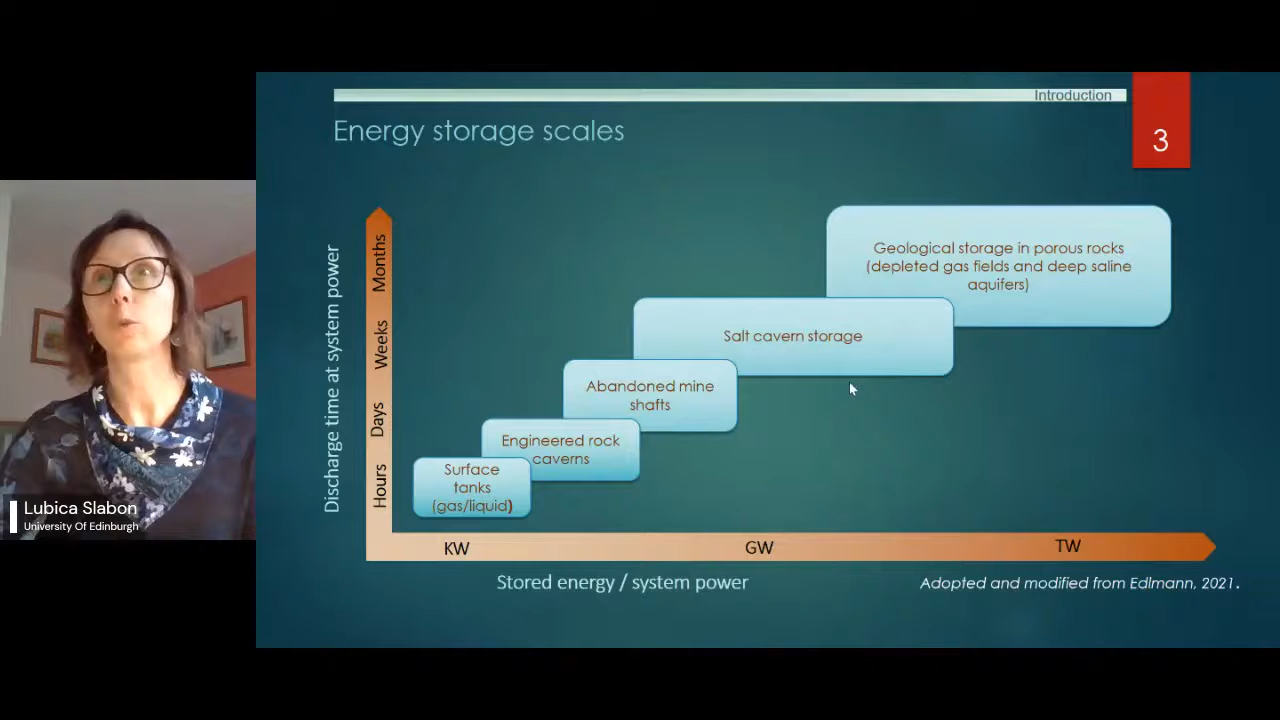 Introduction
Energy storage scales
3
Discharge time at system power
Months
Weeks
Days
Hours
Geological storage in porous rocks
(depleted gas fields and deep saline
aquifers)
Salt cavern storage
Abandoned mine
shafts
Engineered rock
caverns
Surface
tanks
(gas/liquid)
KW
GW
TW
Stored energy / system power
Adopted and modified from Edlmann, 2021.
Lubica Slabon
University Of Edinburgh